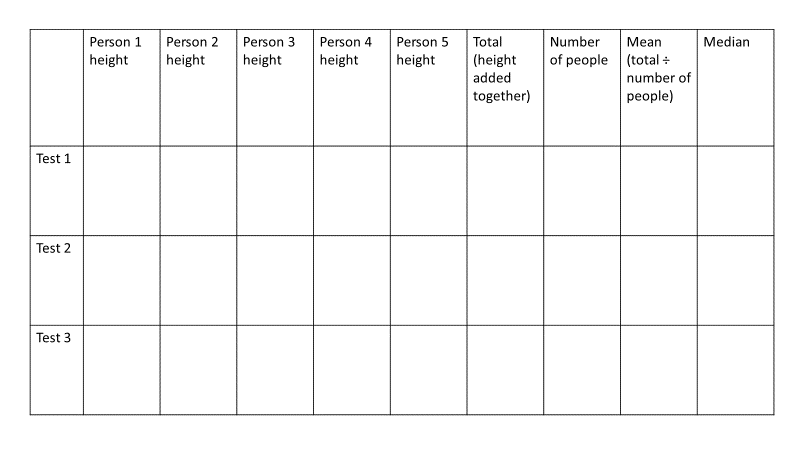 Person 1
height
Person 2
height
Person 3
height
Person 4
height
Person 5
height
Total
(height
added
together)
Number
of people
Mean
(total ÷
number of
people)
Median
Test 1
Test 2
Test 3